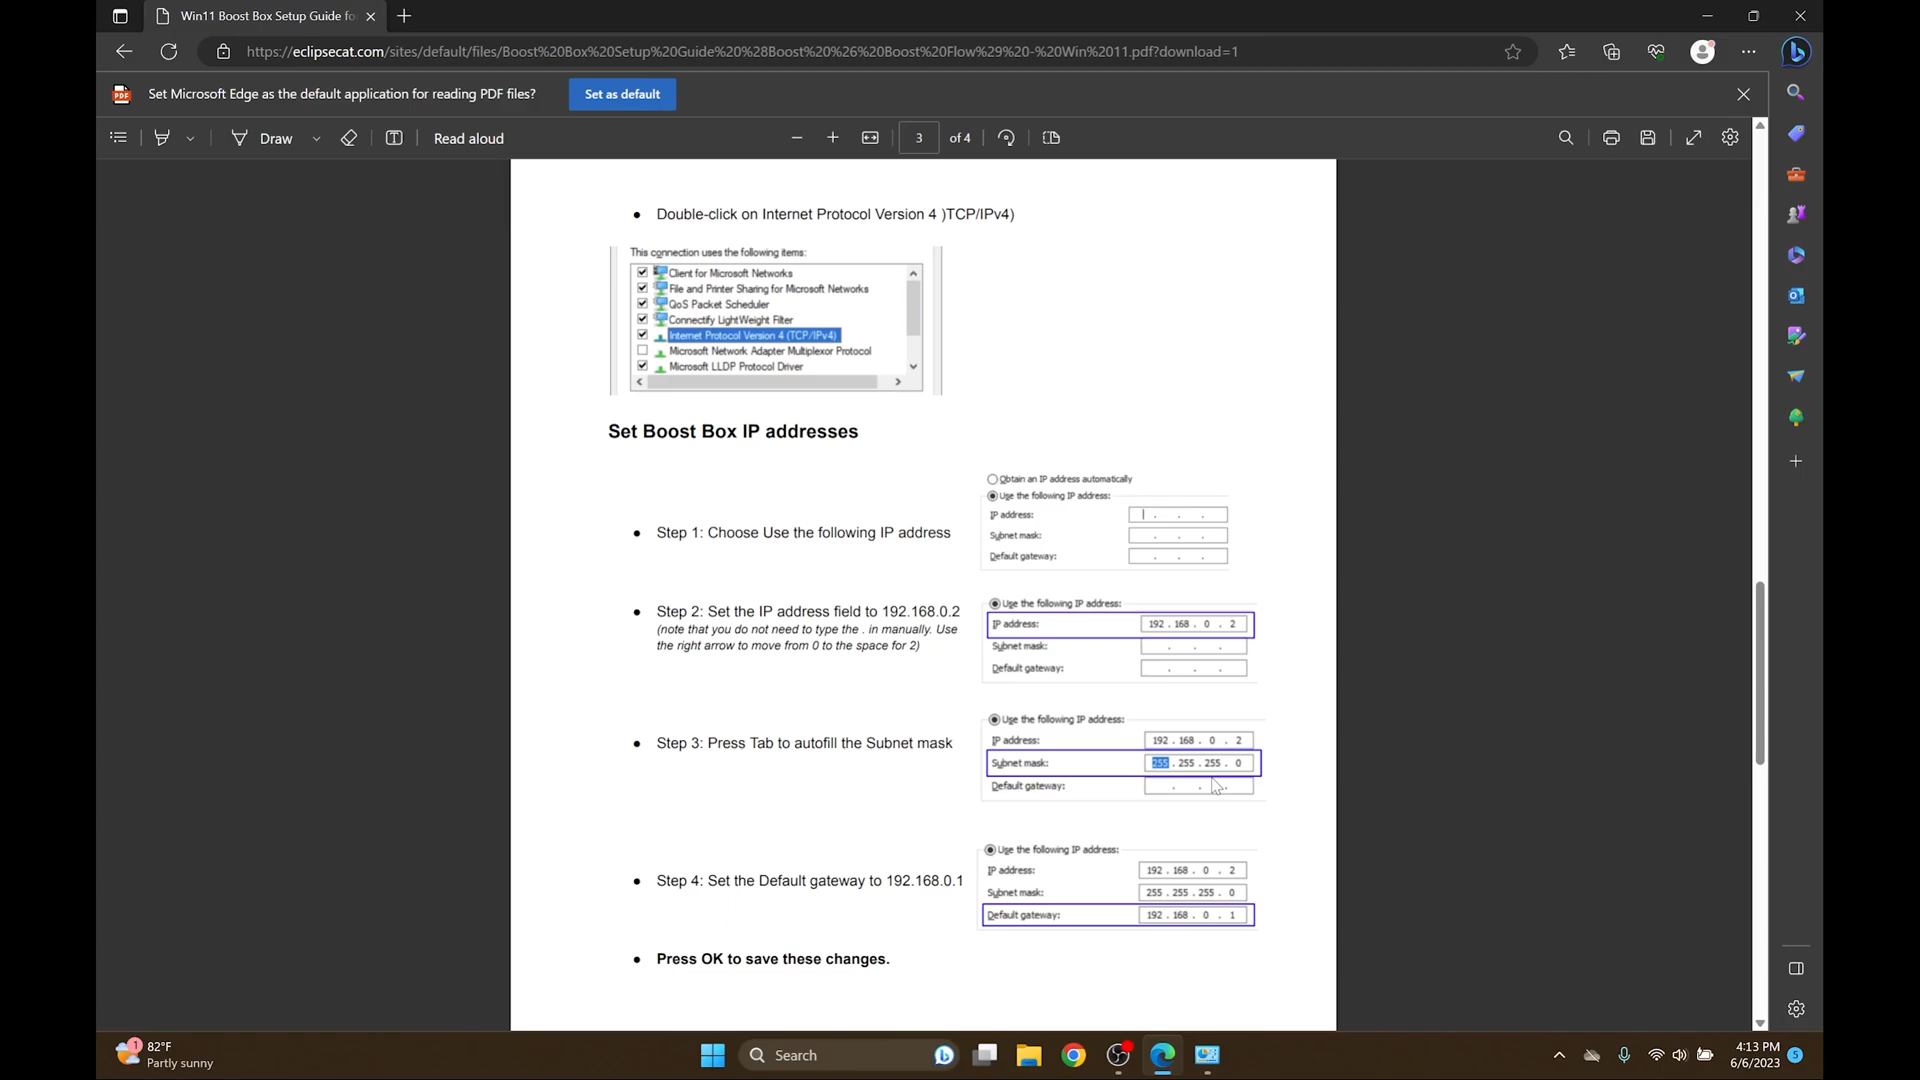 Win11 Boost Box Setup Guide fo
https://eclipsecat.com/sites/default/files/Boost%20Box%20Setup%20Guide%20%28Boost%20%26%20Boost%20Flow%29%20-%20Win%2011.pdf?download=1
PDF
Set Microsoft Edge as the default application for reading PDF files?
Set as default
Draw
Read aloud
3
of 4
Double-click on Internet Protocol Version 4 )TCP/IPv4)
This connection uses the following items:
Client for Microsoft Networks
File and Printer Sharing for Microsoft Networks
QoS Packet Scheduler
Connectify LightWeight Filter
Internet Protocol Version 4 (TCP/IPv4)
Microsoft Network Adapter Multiplexor Protocol
Microsoft LLDP Protocol Driver
Set Boost Box IP addresses
Step 1: Choose Use the following IP address
Obtain an IP address automatically
Use the following IP address:
IP address: . . .
Subnet mask: . . .
Default gateway: . . .
Step 2: Set the IP address field to 192.168.0.2
(note that you do not need to type the . in manually. Use
the right arrow to move from 0 to the space for 2)
Use the following IP address:
IP address: 192 . 168 . 0 . 2
Subnet mask: . . .
Default gateway: . . .
Step 3: Press Tab to autofill the Subnet mask
Use the following IP address:
IP address: 192 . 168 . 0 . 2
Subnet mask: 255 . 255 . 255 . 0
Default gateway: . . .
Step 4: Set the Default gateway to 192.168.0.1
Use the following IP address:
IP address: 192 . 168 . 0 . 2
Subnet mask: 255 . 255 . 255 . 0
Default gateway: 192 . 168 . 0 . 1
Press OK to save these changes.
1
82°F
Partly sunny
Search
4:13 PM
6/6/2023
5